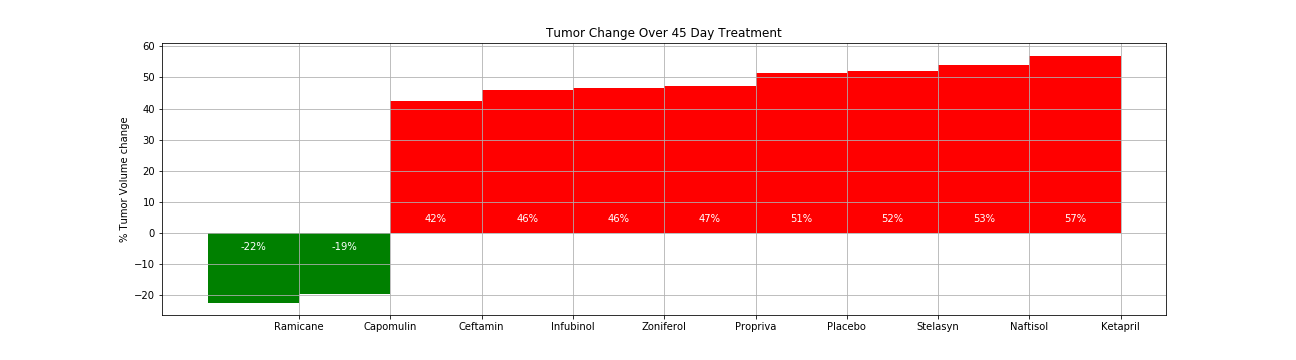 Tumor Change Over 45 Day Treatment
60
50
40
30
20
10
0
−10
−20
% Tumor Volume change
-22% -19% 42% 46% 46% 47% 51% 52% 53% 57%
Ramicane Capomulin Ceftamin Infubinol Zoniferol Propriva Placebo Stelasyn Naftisol Ketapril